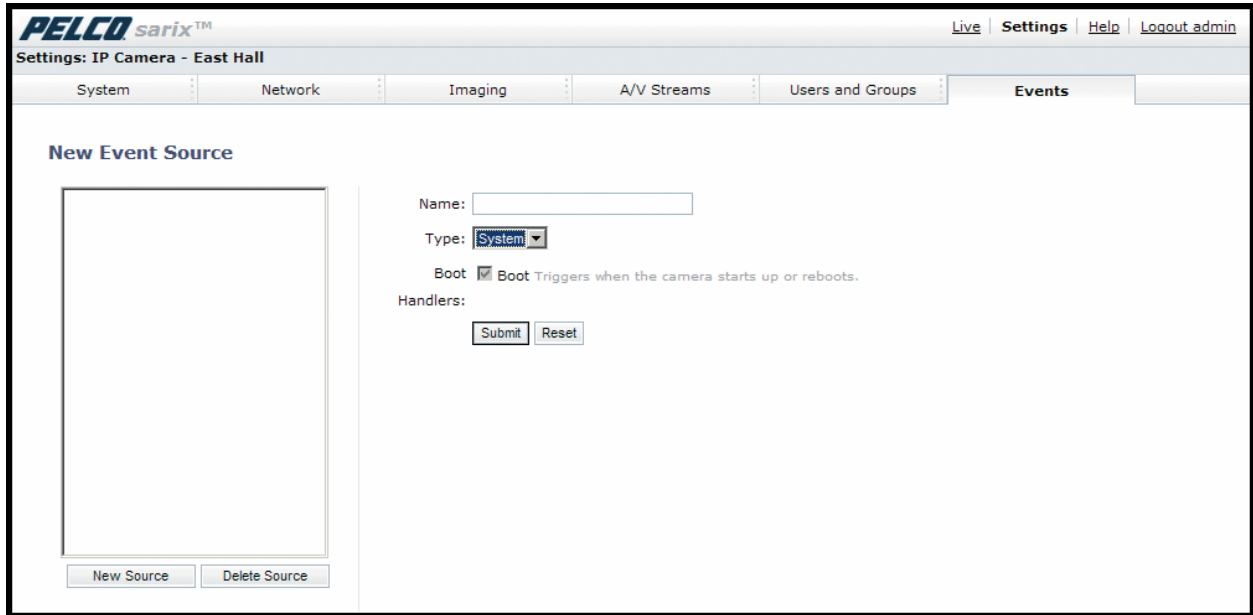 PELCO sarix™
Live Settings Help Logout admin
Settings: IP Camera - East Hall
System Network Imaging A/V Streams Users and Groups Events
New Event Source
Name:
Type: System
Boot Boot Triggers when the camera starts up or reboots.
Handlers:
Submit Reset
New Source Delete Source